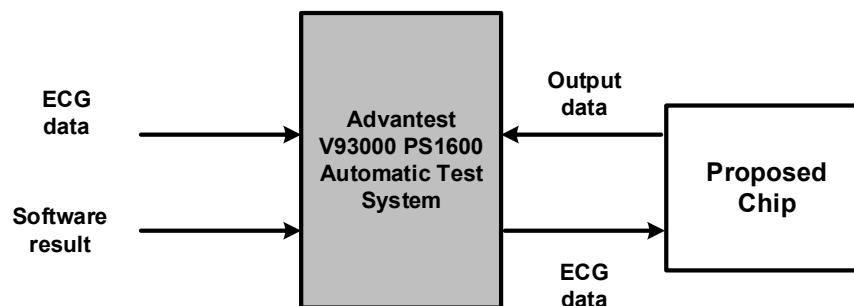 ECG
data
Software
result
Advantest
V93000 PS1600
Automatic Test
System
Output
data
ECG
data
Proposed
Chip